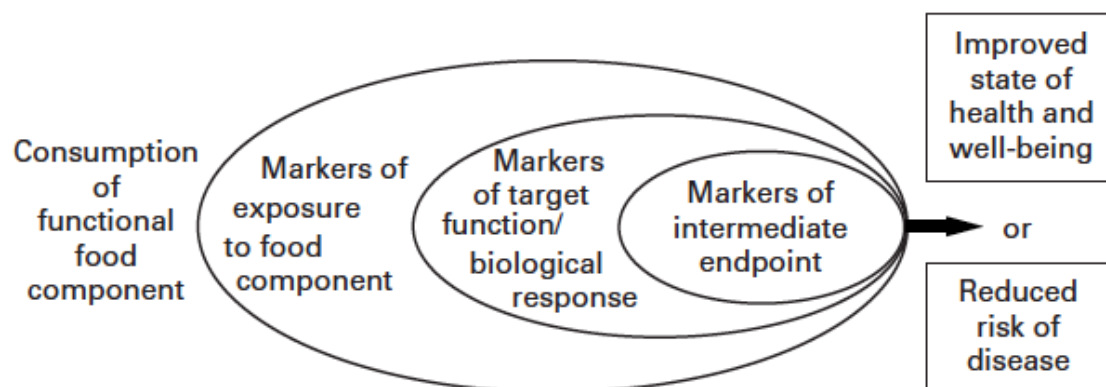 Consumption
of
functional
food
component
Markers of
exposure
to food
component
Markers
of target
function/
biological
response
Markers of
intermediate
endpoint
Improved
state of
health and
well-being
or
Reduced
risk of
disease